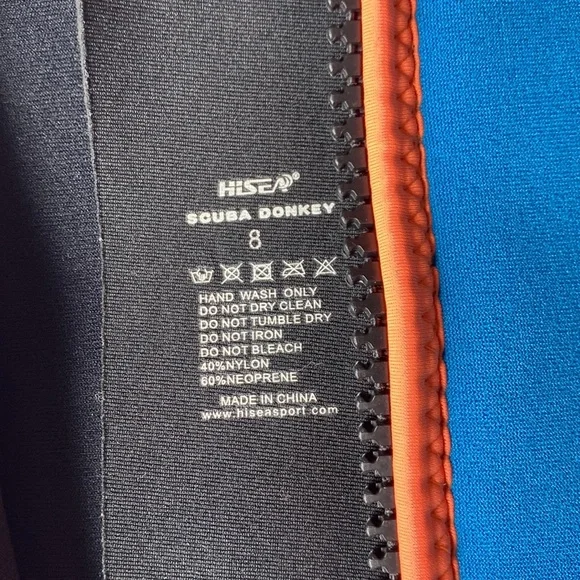 HISEA®
SCUBA DONKEY
8
HAND WASH ONLY
DO NOT DRY CLEAN
DO NOT TUMBLE DRY
DO NOT IRON
DO NOT BLEACH
40%NYLON
60%NEOPRENE
MADE IN CHINA
www.hiseasport.com